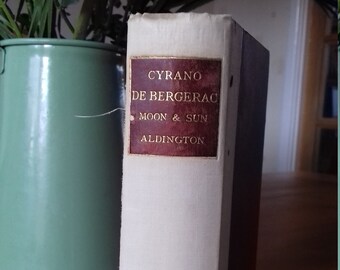 CYRANO
DE BERGERAC
MOON & SUN
ALDINGTON